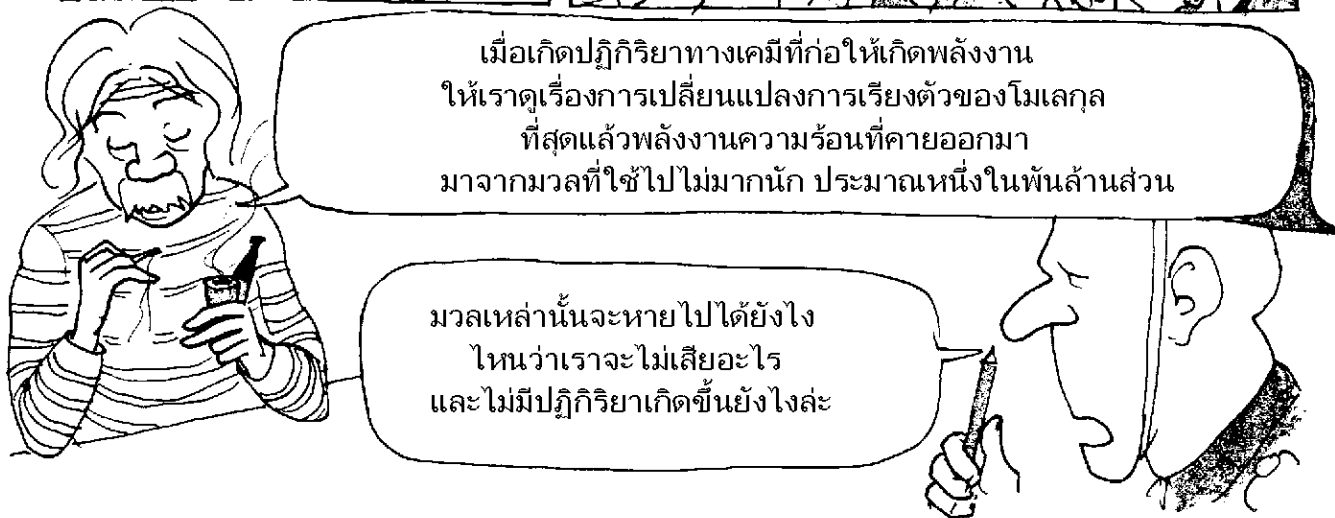 เมื่อเกิดปฏิกิริยาทางเคมีที่ก่อให้เกิดพลังงาน
ให้เราดูเรื่องการเปลี่ยนแปลงการเรียงตัวของโมเลกุล
ที่สุดแล้วพลังงานความร้อนที่คายออกมา
มาจากมวลที่ใช้ไปไม่มากนัก ประมาณหนึ่งในพันล้านส่วน
มวลเหล่านั้นจะหายไปได้ยังไง
ไหนว่าเราจะไม่เสียอะไร
และไม่มีปฏิกิริยาเกิดขึ้นยังไงล่ะ